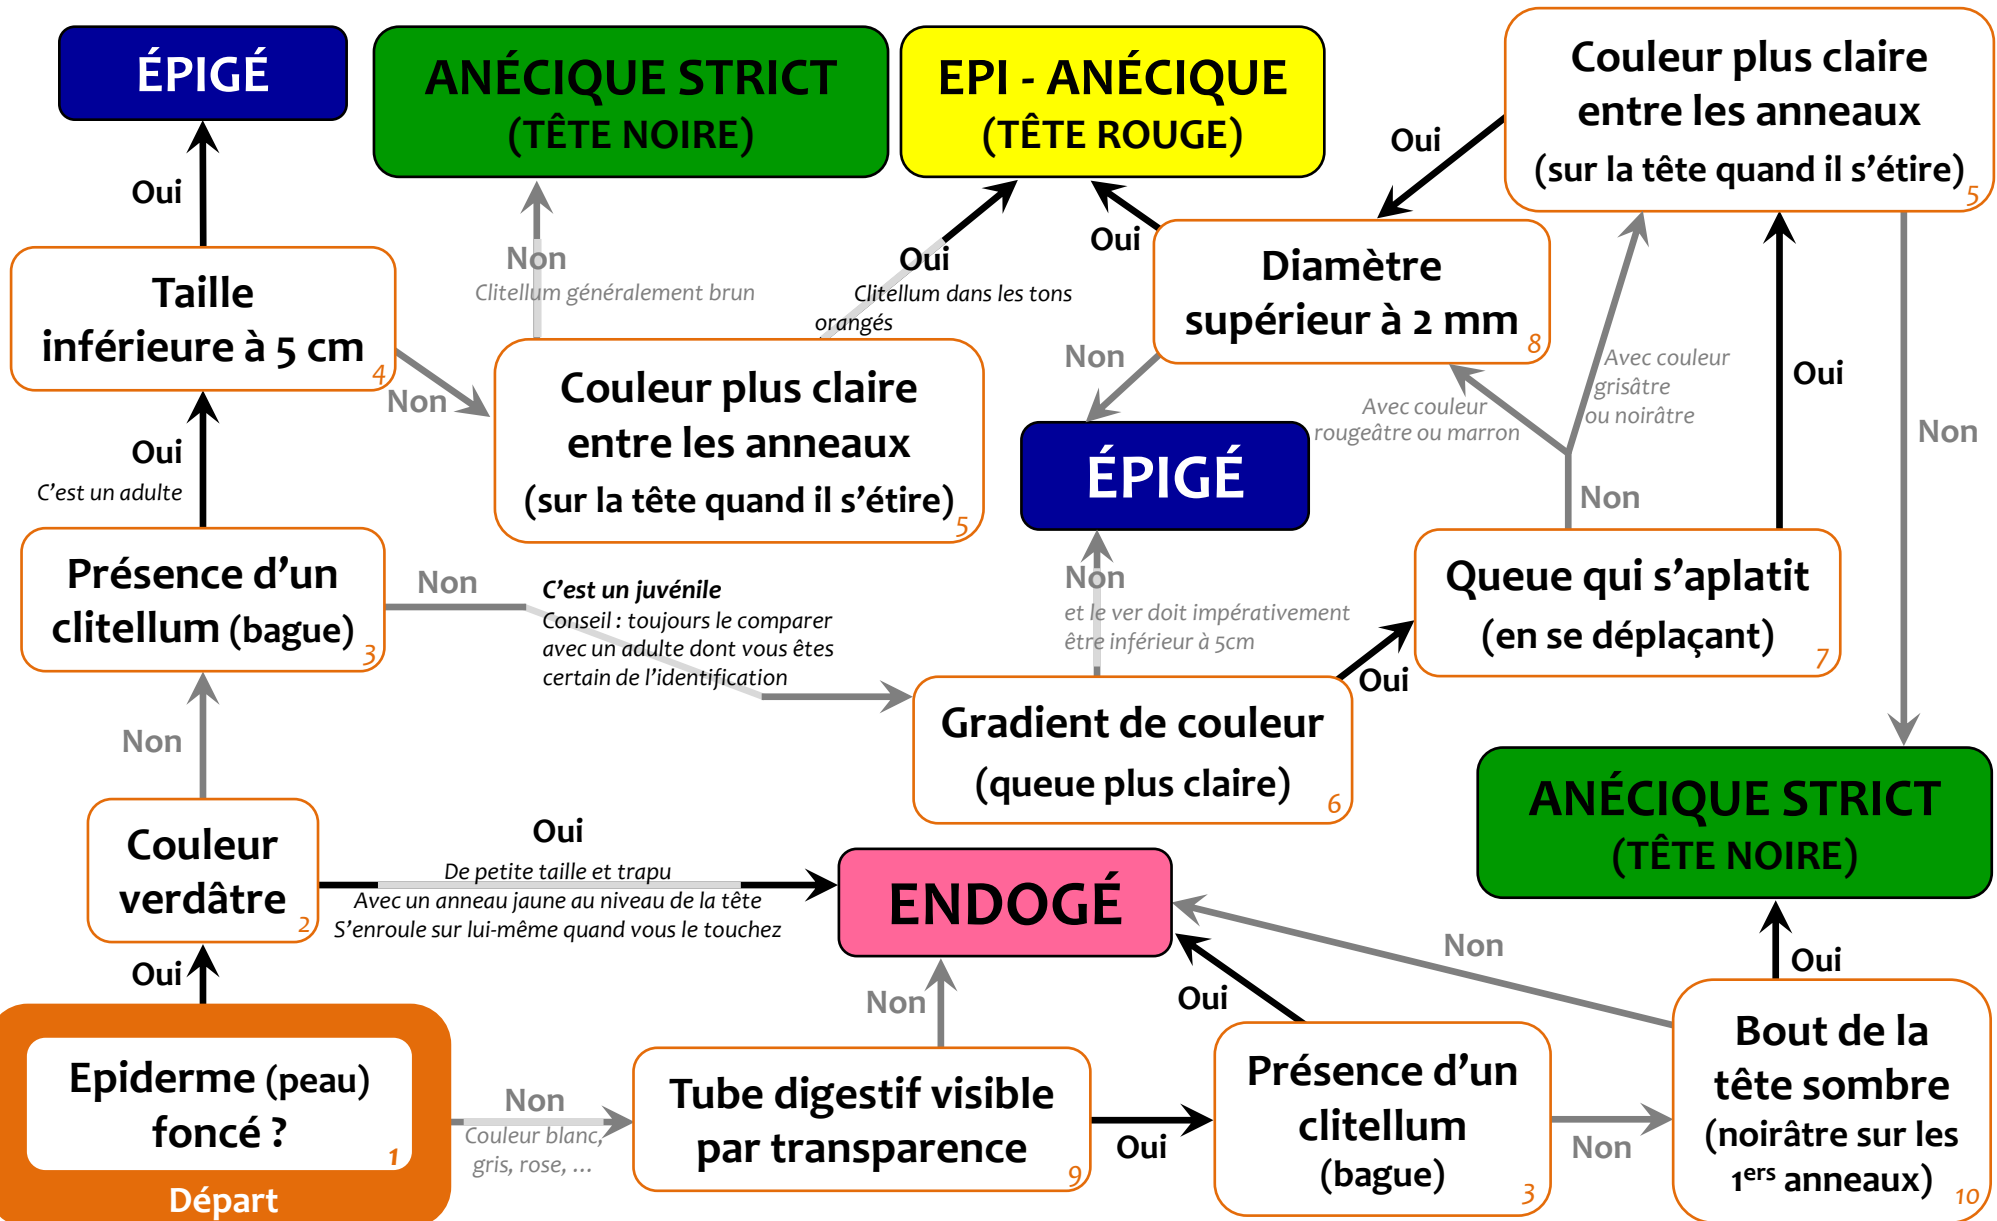 ÉPIGÉ
ANÉCIQUE STRICT
(TÊTE NOIRE)
EPI - ANÉCIQUE
(TÊTE ROUGE)
Couleur plus claire
entre les anneaux
(sur la tête quand il s’étire)
5
Oui
Oui
Non
Clitellum généralement brun
Oui
Clitellum dans les tons
orangés
Oui
Taille
inférieure à 5 cm
4
Non
Diamètre
supérieur à 2 mm
8
Non
Avec couleur
grisâtre
ou noirâtre
Oui
Non
Avec couleur
rougeâtre ou marron
Couleur plus claire
entre les anneaux
(sur la tête quand il s’étire)
5
Oui
C’est un adulte
ÉPIGÉ
Non
Présence d’un
clitellum (bague)
3
Non
C’est un juvénile
Conseil : toujours le comparer
avec un adulte dont vous êtes
certain de l’identification
Non
et le ver doit impérativement
être inférieur à 5cm
Queue qui s’aplatit
(en se déplaçant)
7
Oui
Gradient de couleur
(queue plus claire)
6
Non
ANÉCIQUE STRICT
(TÊTE NOIRE)
Couleur
verdâtre
2
Oui
De petite taille et trapu
Avec un anneau jaune au niveau de la tête
S’enroule sur lui-même quand vous le touchez
ENDOGÉ
Oui
Non
Oui
Non
Oui
Epiderme (peau)
foncé ?
1
Départ
Non
Couleur blanc,
gris, rose, ...
Tube digestif visible
par transparence
9
Oui
Présence d’un
clitellum
(bague)
3
Non
Bout de la
tête sombre
(noirâtre sur les
1ers anneaux)
10